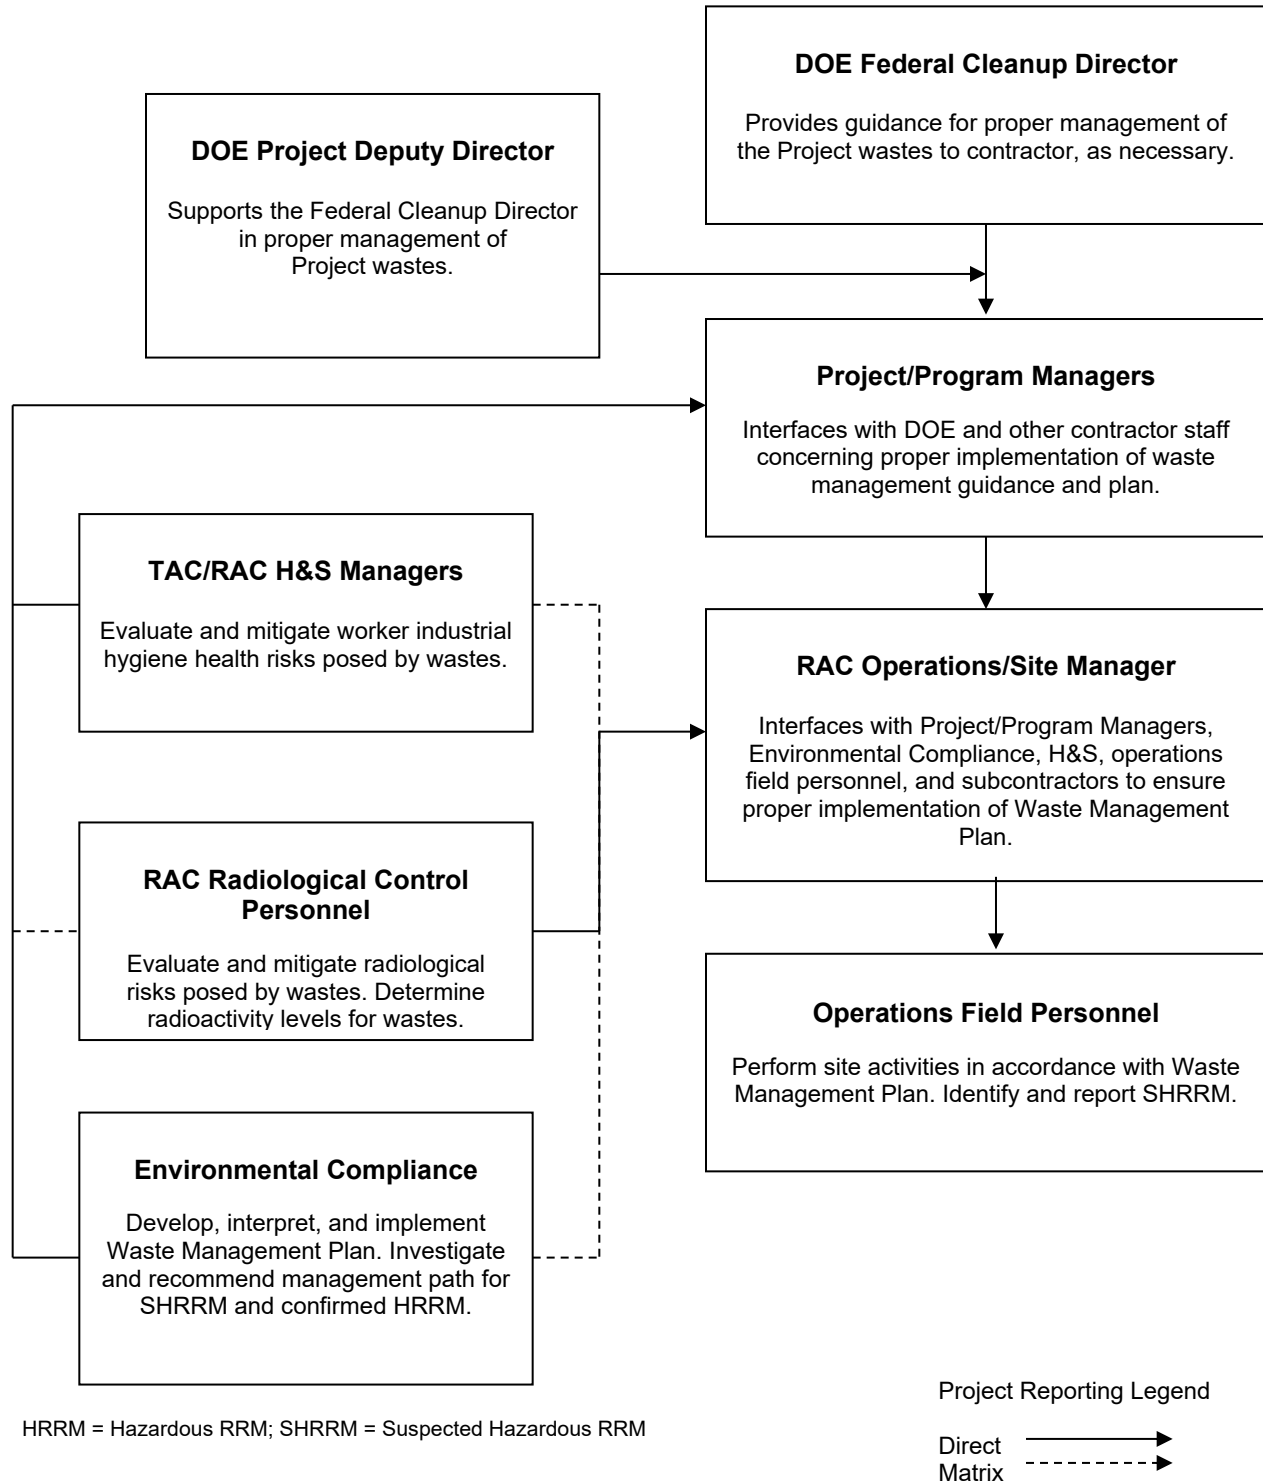 DOE Federal Cleanup Director
Provides guidance for proper management of
the Project wastes to contractor, as necessary.
DOE Project Deputy Director
Supports the Federal Cleanup Director
in proper management of
Project wastes.
Project/Program Managers
Interfaces with DOE and other contractor staff
concerning proper implementation of waste
management guidance and plan.
TAC/RAC H&S Managers
Evaluate and mitigate worker industrial
hygiene health risks posed by wastes.
RAC Operations/Site Manager
Interfaces with Project/Program Managers,
Environmental Compliance, H&S, operations
field personnel, and subcontractors to ensure
proper implementation of Waste Management
Plan.
RAC Radiological Control
Personnel
Evaluate and mitigate radiological
risks posed by wastes. Determine
radioactivity levels for wastes.
Operations Field Personnel
Perform site activities in accordance with Waste
Management Plan. Identify and report SHRRM.
Environmental Compliance
Develop, interpret, and implement
Waste Management Plan. Investigate
and recommend management path for
SHRRM and confirmed HRRM.
HRRM = Hazardous RRM; SHRRM = Suspected Hazardous RRM
Project Reporting Legend
Direct
Matrix